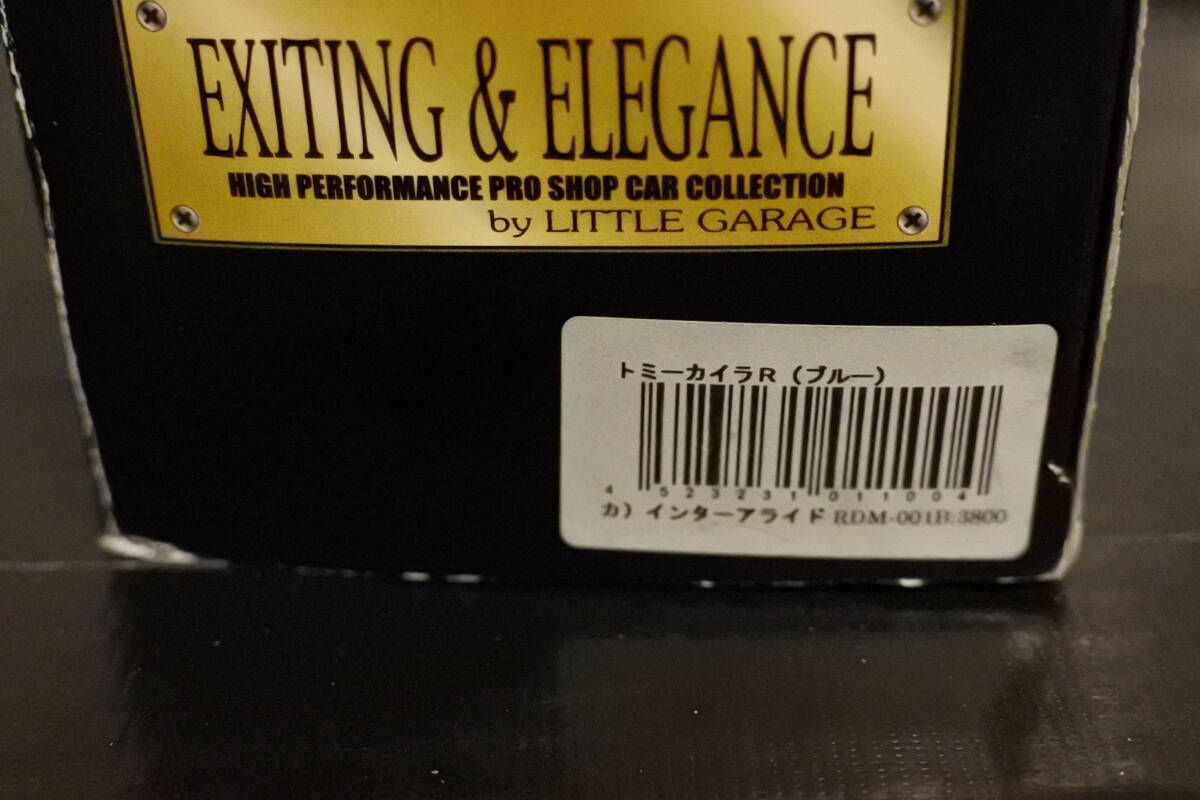 EXITING & ELEGANCE
HIGH PERFORMANCE PRO SHOP CAR COLLECTION
by LITTLE GARAGE
トミーカイラR（ブルー）
4 523231 011004
カ）インターアライド RDM-001B:3800